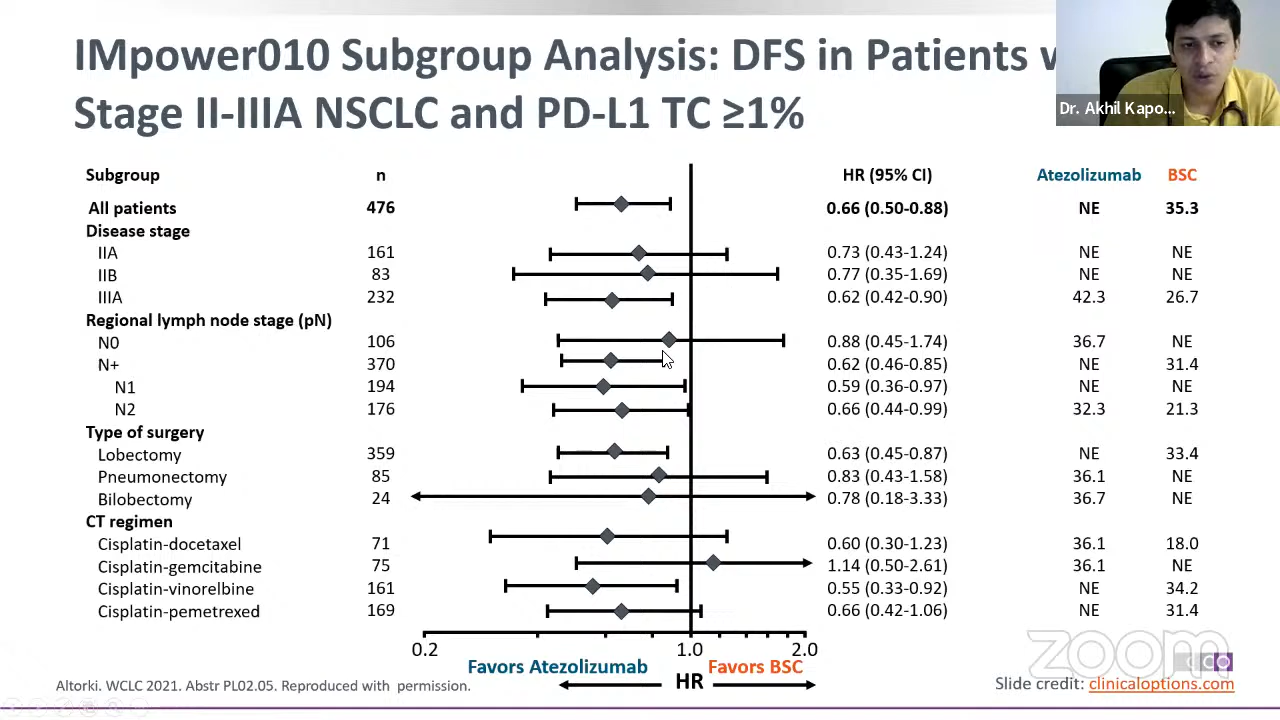 IMpower010 Subgroup Analysis: DFS in Patients
Stage II-IIIA NSCLC and PD-L1 TC ≥1%
Dr. Akhil Kapo...
Subgroup n HR (95% CI) Atezolizumab BSC
All patients 476 0.66 (0.50-0.88) NE 35.3
Disease stage
IIA 161 0.73 (0.43-1.24) NE NE
IIB 83 0.77 (0.35-1.69) NE NE
IIIA 232 0.62 (0.42-0.90) 42.3 26.7
Regional lymph node stage (pN)
N0 106 0.88 (0.45-1.74) 36.7 NE
N+ 370 0.62 (0.46-0.85) NE 31.4
N1 194 0.59 (0.36-0.97) NE NE
N2 176 0.66 (0.44-0.99) 32.3 21.3
Type of surgery
Lobectomy 359 0.63 (0.45-0.87) NE 33.4
Pneumonectomy 85 0.83 (0.43-1.58) 36.1 NE
Bilobectomy 24 0.78 (0.18-3.33) 36.7 NE
CT regimen
Cisplatin-docetaxel 71 0.60 (0.30-1.23) 36.1 18.0
Cisplatin-gemcitabine 75 1.14 (0.50-2.61) 36.1 NE
Cisplatin-vinorelbine 161 0.55 (0.33-0.92) NE 34.2
Cisplatin-pemetrexed 169 0.66 (0.42-1.06) NE 31.4
0.2 1.0 2.0
Favors Atezolizumab Favors BSC
HR
zoom
Altorki. WCLC 2021. Abstr PL02.05. Reproduced with permission.
Slide credit: clinicaloptions.com